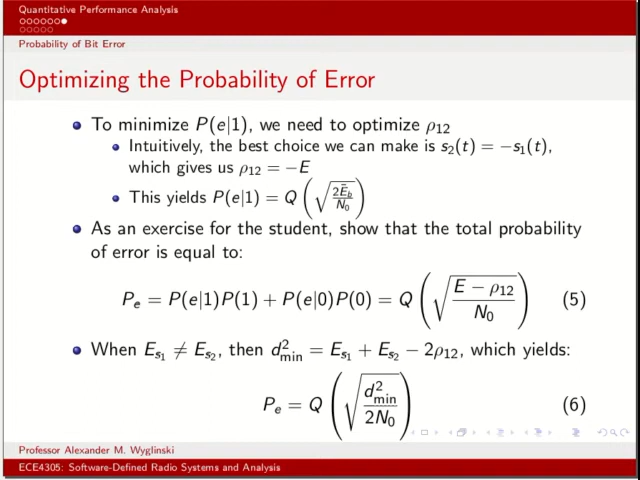 Quantitative Performance Analysis
Probability of Bit Error
Optimizing the Probability of Error
To minimize P(e|1), we need to optimize ρ₁₂
Intuitively, the best choice we can make is s₂(t) = −s₁(t),
which gives us ρ₁₂ = −E
This yields P(e|1) = Q(√(2Ēb/N₀))
As an exercise for the student, show that the total probability
of error is equal to:
Pₑ = P(e|1)P(1) + P(e|0)P(0) = Q(√((E − ρ₁₂)/N₀)) (5)
When Es₁ ≠ Es₂, then d²min = Es₁ + Es₂ − 2ρ₁₂, which yields:
Pₑ = Q(√(d²min/2N₀)) (6)
Professor Alexander M. Wyglinski
ECE4305: Software-Defined Radio Systems and Analysis